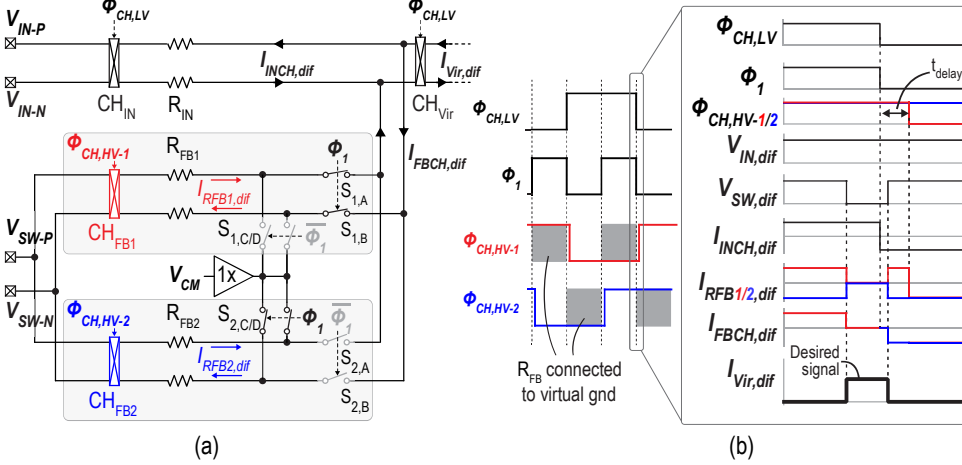 V_IN-P
V_IN-N
Φ_CH,LV
CH_IN
R_IN
I_INCH,dif
Φ_CH,LV
I_Vir,dif
CH_Vir
I_FBCH,dif
Φ_CH,HV-1
R_FB1
I_RFB1,dif
CH_FB1
Φ_1
S_1,A
S_1,B
S_1,C/D
Φ̅_1
V_SW-P
V_SW-N
V_CM
1x
Φ_CH,HV-2
R_FB2
I_RFB2,dif
CH_FB2
S_2,C/D
Φ_1
Φ̅_1
S_2,A
S_2,B
(a)
Φ_CH,LV
Φ_1
Φ_CH,HV-1
Φ_CH,HV-2
R_FB connected
to virtual gnd
Φ_CH,LV
Φ_1
t_delay
Φ_CH,HV-1/2
V_IN,dif
V_SW,dif
I_INCH,dif
I_RFB1/2,dif
I_FBCH,dif
I_Vir,dif
Desired
signal
(b)